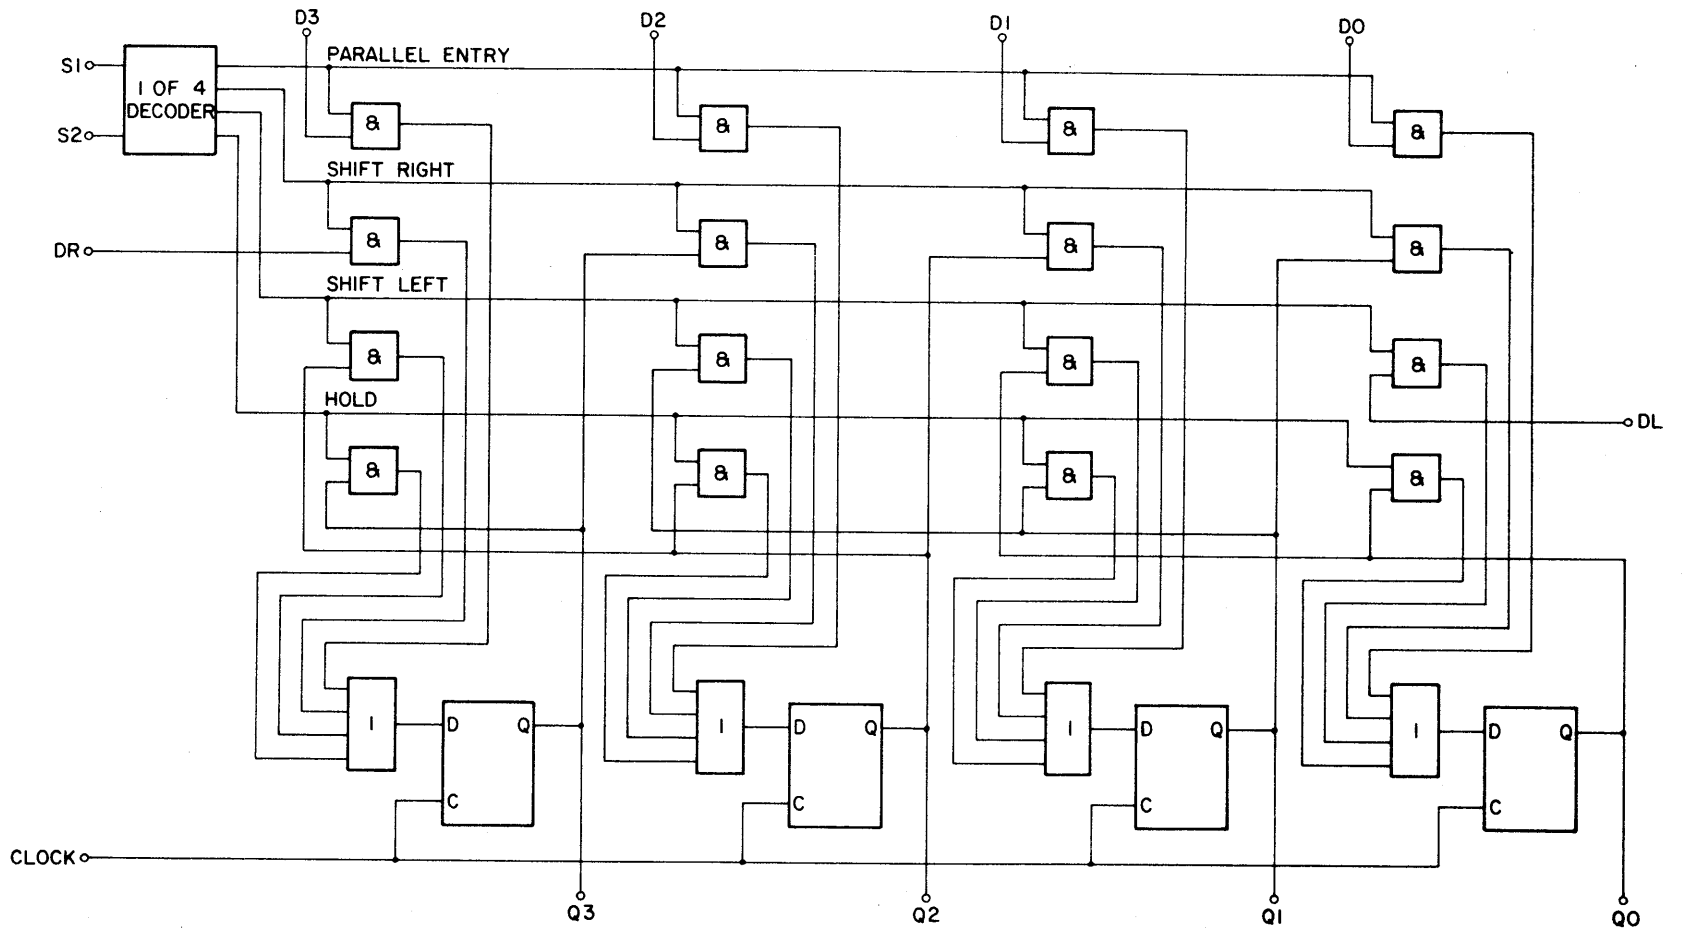 D3
D2
D1
D0
S1
PARALLEL ENTRY
1 OF 4
DECODER
S2
&
&
&
&
SHIFT RIGHT
DR
&
&
&
&
SHIFT LEFT
&
&
&
&
HOLD
DL
&
&
&
&
1
D
Q
C
1
D
Q
C
1
D
Q
C
1
D
Q
C
CLOCK
Q3
Q2
Q1
Q0